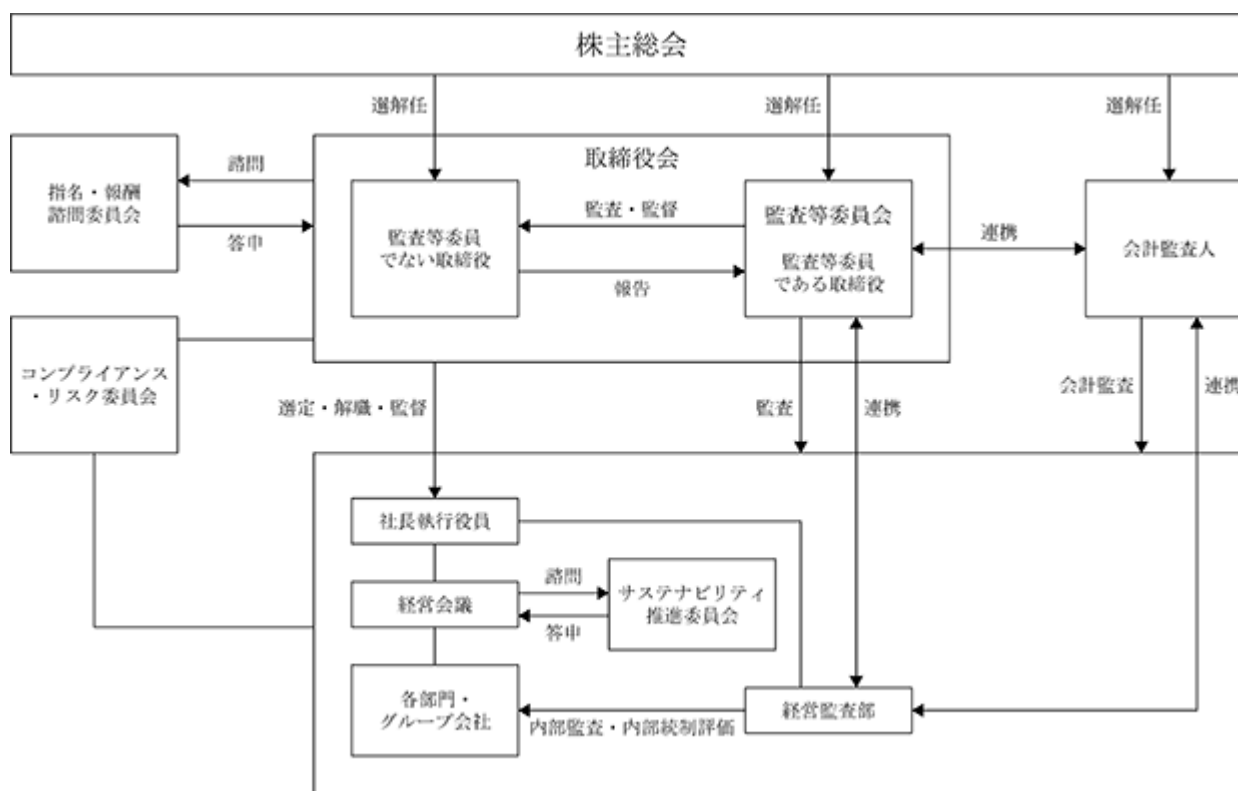 株主総会
選解任
選解任
選解任
取締役会
指名・報酬
諮問委員会
諮問
答申
監査等委員
でない取締役
監査・監督
報告
監査等委員会
監査等委員
である取締役
連携
会計監査人
コンプライアンス
・リスク委員会
選定・解職・監督
監査
連携
会計監査
連携
社長執行役員
経営会議
諮問
答申
サステナビリティ
推進委員会
各部門・
グループ会社
内部監査・内部統制評価
経営監査部